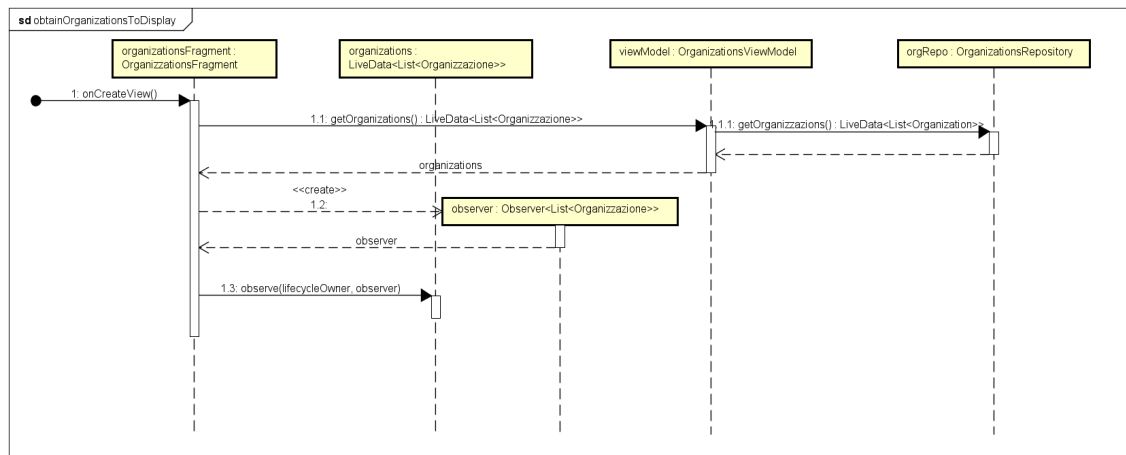 sd obtainOrganizationsToDisplay
organizationsFragment :
OrganizzationsFragment
organizations :
LiveData<List<Organizzazione>>
viewModel : OrganizationsViewModel
orgRepo : OrganizationsRepository
1: onCreateView()
1.1: getOrganizations() : LiveData<List<Organizzazione>>
1.1.1: getOrganizzazioni() : LiveData<List<Organization>>
organizations
<<create>>
1.2:
observer : Observer<List<Organizzazione>>
observer
1.3: observe(lifecycleOwner, observer)